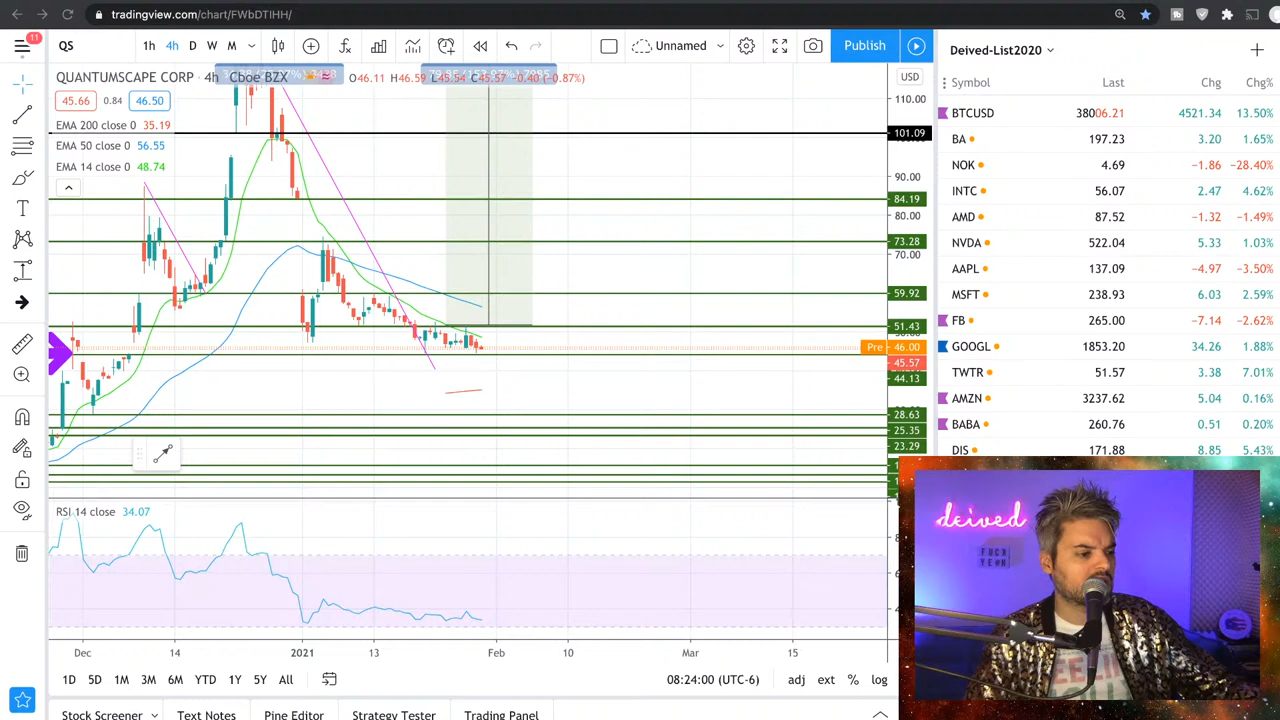 tradingview.com/chart/FWbDTIHH/
11
QS
1h 4h D W M
Unnamed
Publish
Deived-List2020
QUANTUMSCAPE CORP · 4h · Cboe BZX
O46.11 H46.59 L45.54 C45.57 −0.40 (−0.87%)
USD
45.66 0.84 46.50
EMA 200 close 0 35.19
EMA 50 close 0 56.55
EMA 14 close 0 48.74
110.00
101.09
90.00
84.19
80.00
73.28
70.00
59.92
51.43
Pre 46.00
45.57
44.13
28.63
25.35
23.29
RSI 14 close 34.07
Dec 14 2021 13 Feb 10 Mar 15
1D 5D 1M 3M 6M YTD 1Y 5Y All
08:24:00 (UTC-6)
adj ext % log
Stock Screener Text Notes Pine Editor Strategy Tester Trading Panel
Symbol Last Chg Chg%
BTCUSD 38006.21 4521.34 13.50%
BA 197.23 3.20 1.65%
NOK 4.69 −1.86 −28.40%
INTC 56.07 2.47 4.62%
AMD 87.52 −1.32 −1.49%
NVDA 522.04 5.33 1.03%
AAPL 137.09 −4.97 −3.50%
MSFT 238.93 6.03 2.59%
FB 265.00 −7.14 −2.62%
GOOGL 1853.20 34.26 1.88%
TWTR 51.57 3.38 7.01%
AMZN 3237.62 5.04 0.16%
BABA 260.76 0.51 0.20%
DIS 171.88 8.85 5.43%
deived
FUCK
YEAH